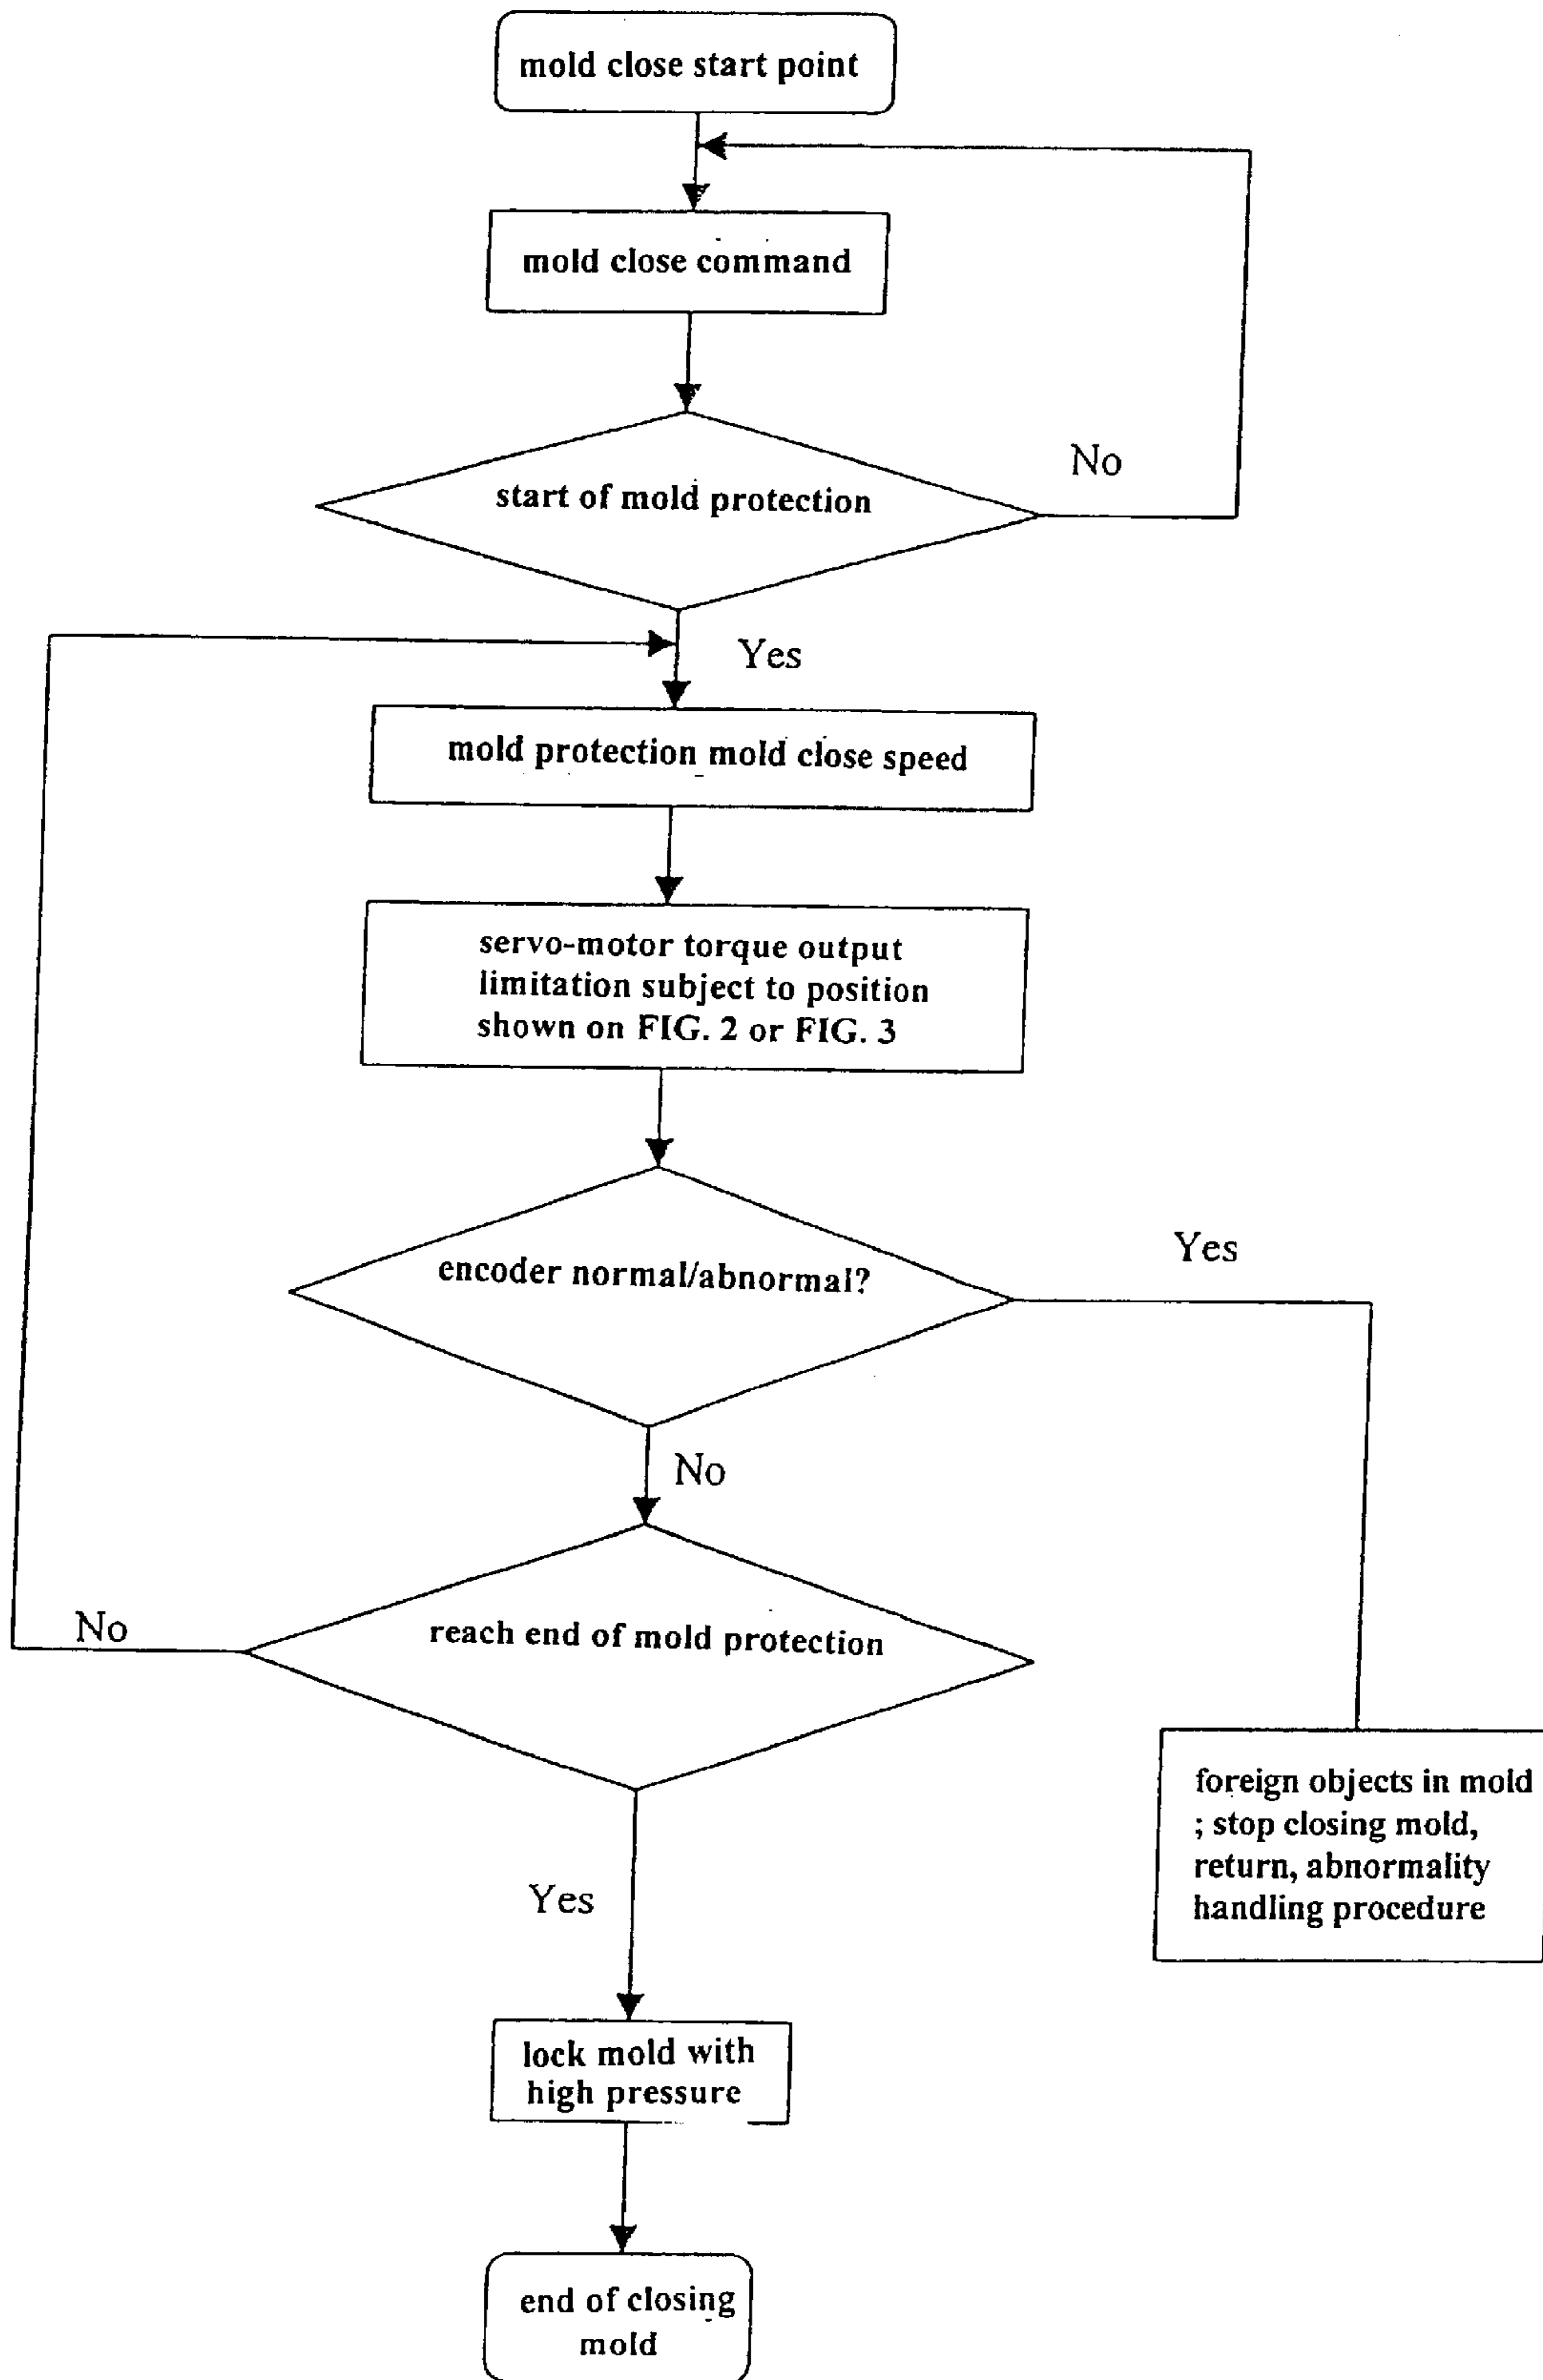 mold close start point
mold close command
start of mold protection
No
Yes
mold protection mold close speed
servo-motor torque output
limitation subject to position
shown on FIG. 2 or FIG. 3
encoder normal/abnormal?
Yes
No
reach end of mold protection
No
Yes
foreign objects in mold
; stop closing mold,
return, abnormality
handling procedure
lock mold with
high pressure
end of closing
mold